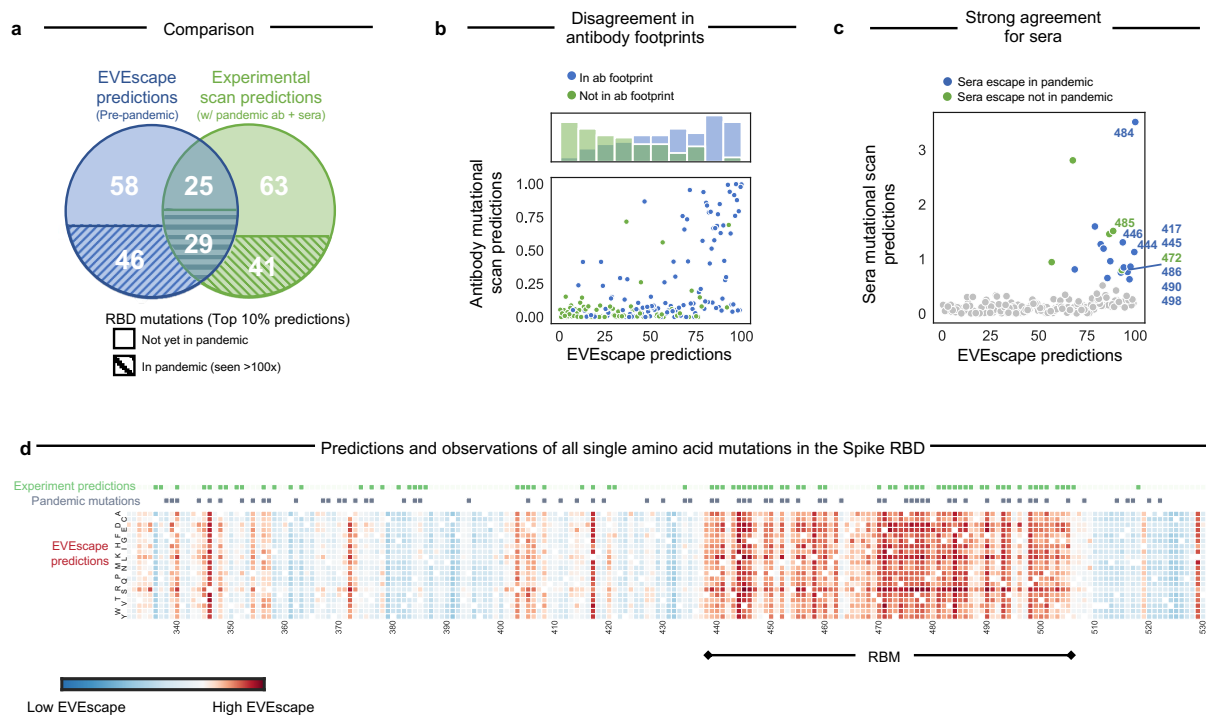 a
Comparison
EVEscape
predictions
(Pre-pandemic)
Experimental
scan predictions
(w/ pandemic ab + sera)
58
25
63
46
29
41
RBD mutations (Top 10% predictions)
Not yet in pandemic
In pandemic (seen >100x)
b
Disagreement in
antibody footprints
In ab footprint
Not in ab footprint
Antibody mutational
scan predictions
1.00
0.75
0.50
0.25
0.00
0 25 50 75 100
EVEscape predictions
c
Strong agreement
for sera
Sera escape in pandemic
Sera escape not in pandemic
Sera mutational scan
predictions
3
2
1
0
484
485
446
444
417
445
472
486
490
498
0 25 50 75 100
EVEscape predictions
d
Predictions and observations of all single amino acid mutations in the Spike RBD
Experiment predictions
Pandemic mutations
EVEscape
predictions
A
C
D
E
F
G
H
I
K
L
M
N
P
Q
R
S
T
V
W
Y
340 350 360 370 380 390 400 410 420 430 440 450 460 470 480 490 500 510 520 530
RBM
Low EVEscape
High EVEscape